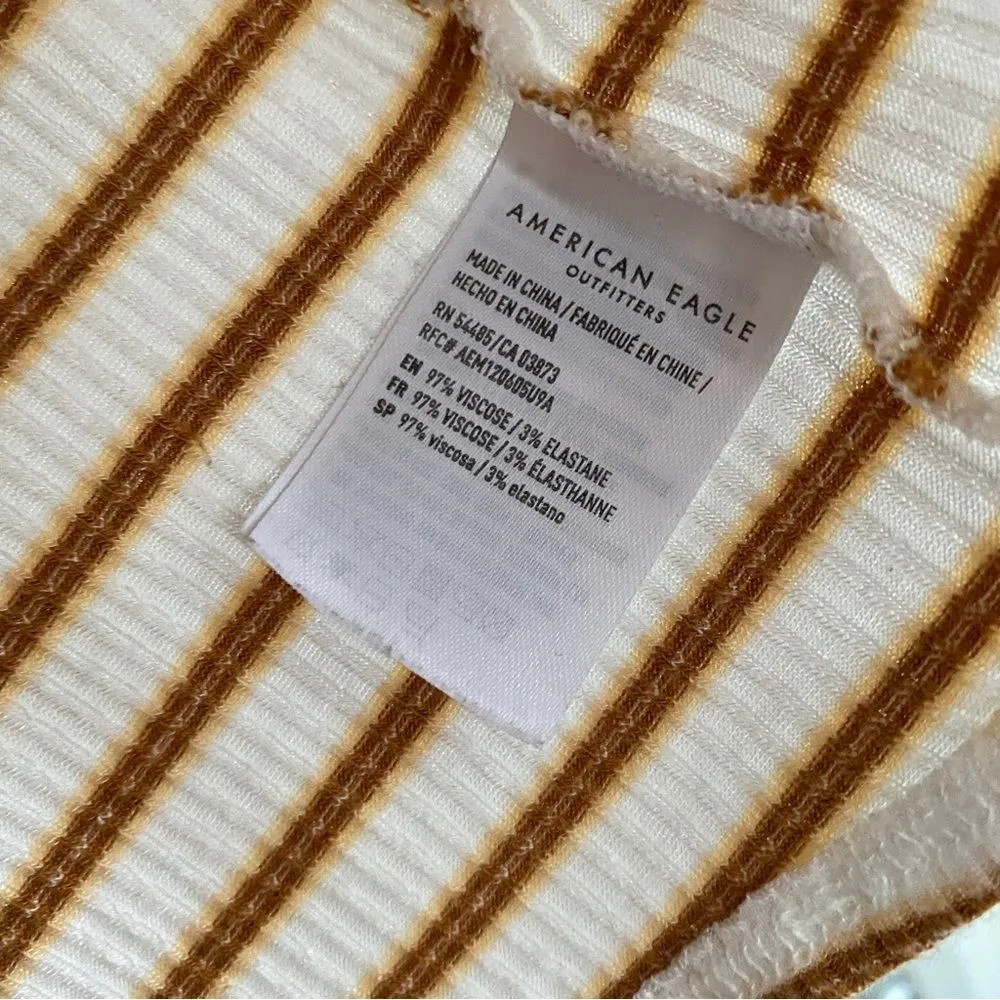 AMERICAN EAGLE
OUTFITTERS
MADE IN CHINA / FABRIQUÉ EN CHINE /
HECHO EN CHINA
RN 54485/CA 03873
RFC# AEM120605U9A
EN 97% VISCOSE / 3% ELASTANE
FR 97% VISCOSE / 3% ÉLASTHANNE
SP 97% viscosa / 3% elastano